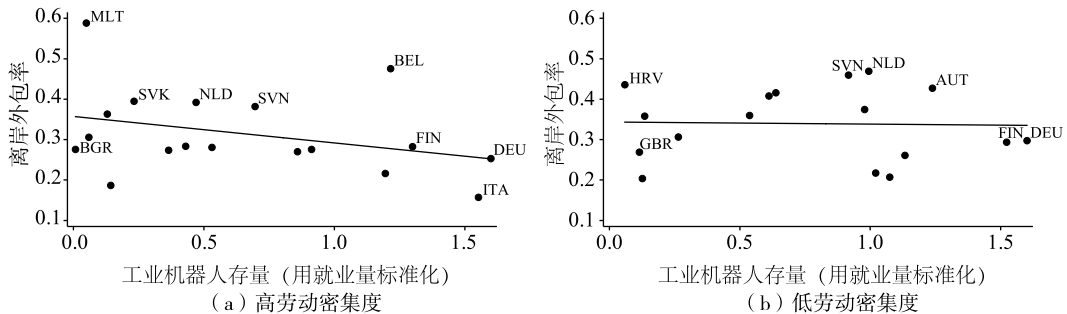 0.6
0.5
0.4
0.3
0.2
0.1
离岸外包率
MLT
BEL
SVK
NLD
SVN
FIN
BGR
DEU
ITA
0.0
0.5
1.0
1.5
工业机器人存量（用就业量标准化）
（a）高劳动密集度
0.6
0.5
0.4
0.3
0.2
0.1
离岸外包率
SVN
NLD
HRV
AUT
GBR
FIN
DEU
0.0
0.5
1.0
1.5
工业机器人存量（用就业量标准化）
（b）低劳动密集度